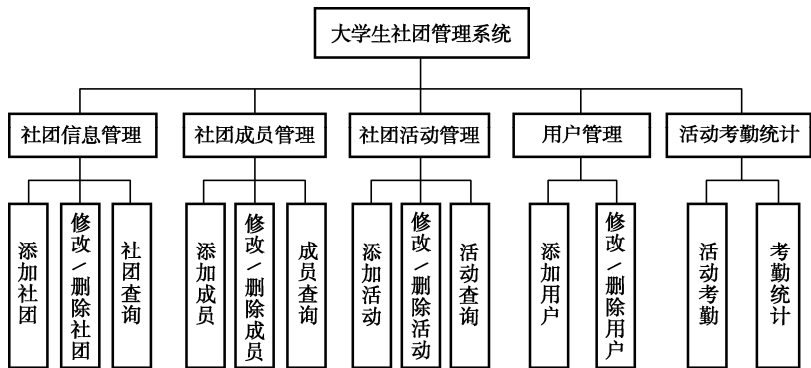 大学生社团管理系统
社团信息管理
社团成员管理
社团活动管理
用户管理
活动考勤统计
添加社团
修改/删除社团
社团查询
添加成员
修改/删除成员
成员查询
添加活动
修改/删除活动
活动查询
添加用户
修改/删除用户
活动考勤
考勤统计